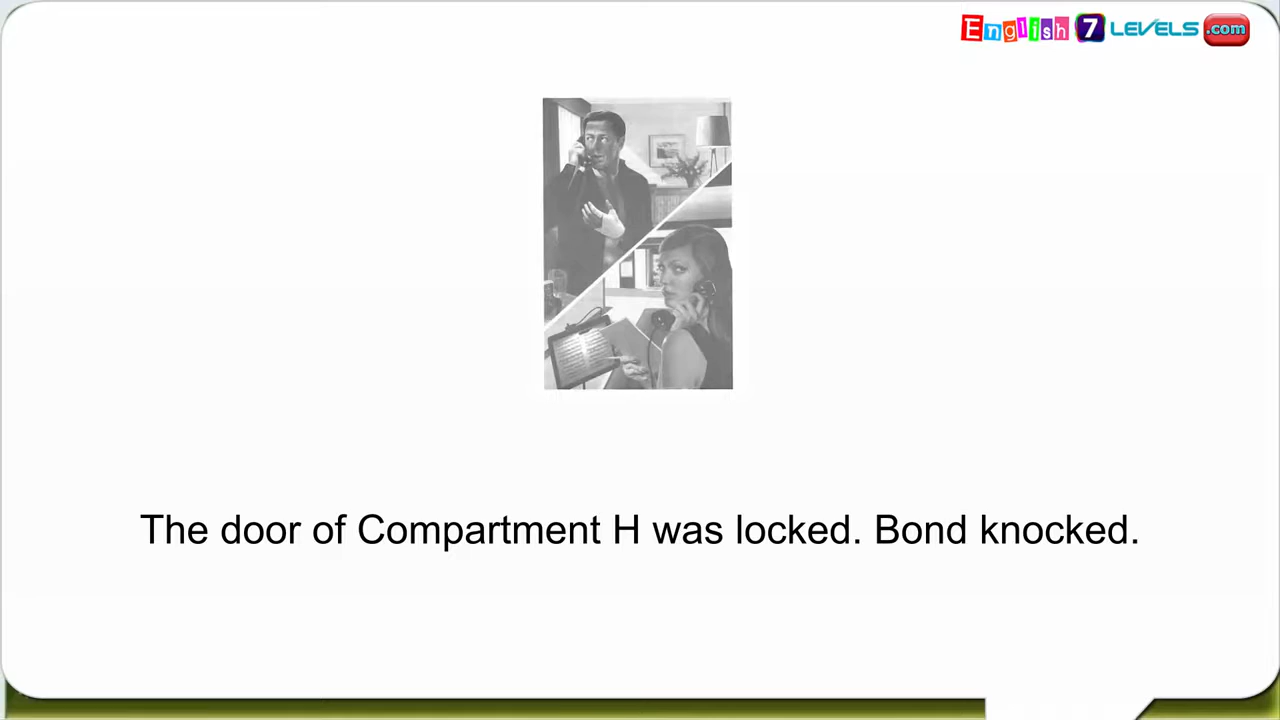 English 7 LEVELS .com
The door of Compartment H was locked. Bond knocked.